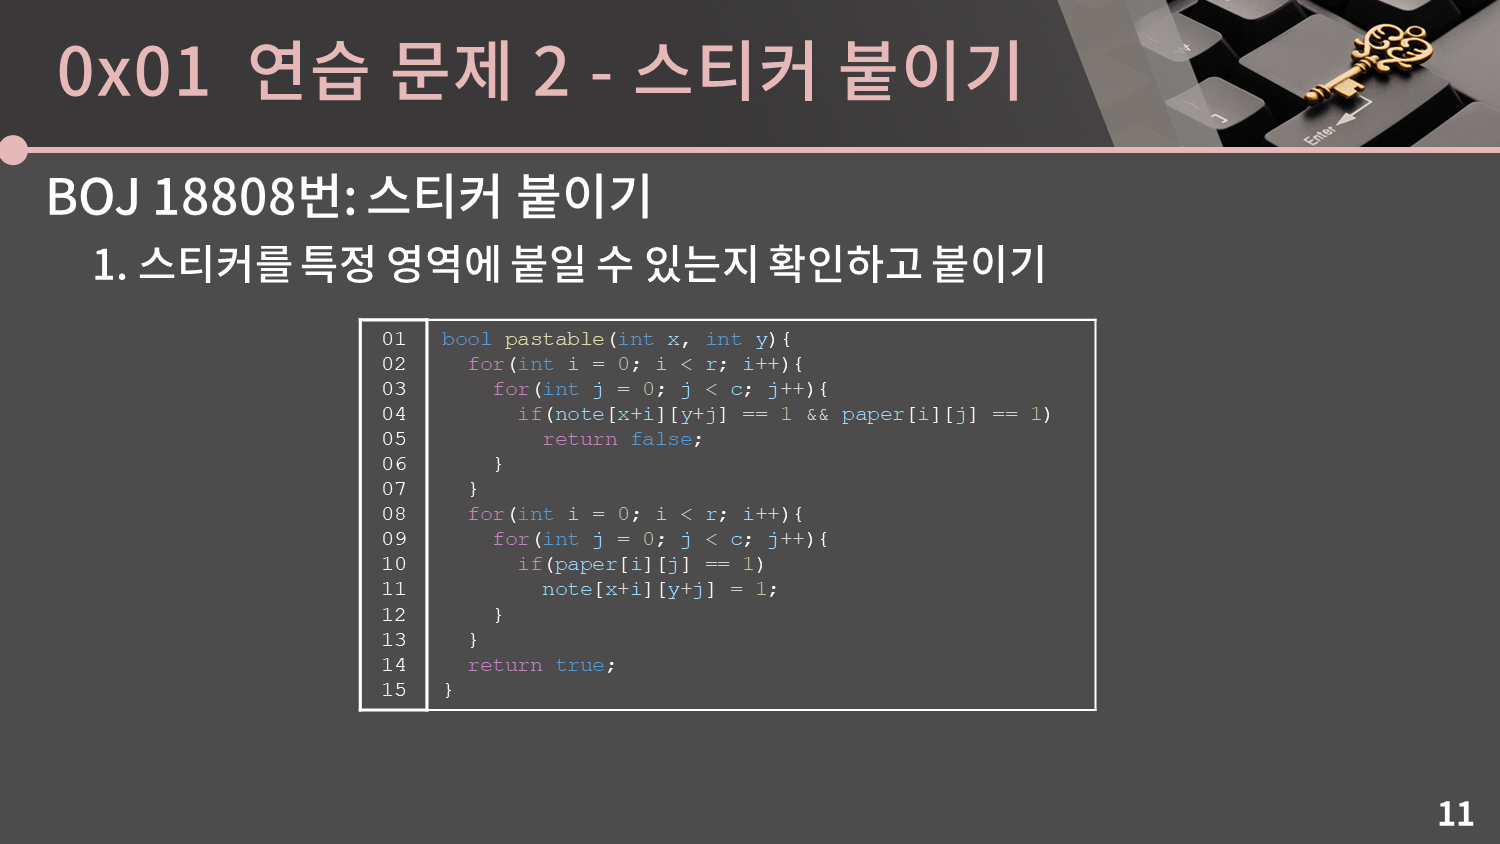 0x01 연습 문제 2 - 스티커 붙이기
Enter
BOJ 18808번: 스티커 붙이기
1. 스티커를 특정 영역에 붙일 수 있는지 확인하고 붙이기
01 bool pastable(int x, int y){
02   for(int i = 0; i < r; i++){
03     for(int j = 0; j < c; j++){
04       if(note[x+i][y+j] == 1 && paper[i][j] == 1)
05         return false;
06     }
07   }
08   for(int i = 0; i < r; i++){
09     for(int j = 0; j < c; j++){
10       if(paper[i][j] == 1)
11         note[x+i][y+j] = 1;
12     }
13   }
14   return true;
15 }
11